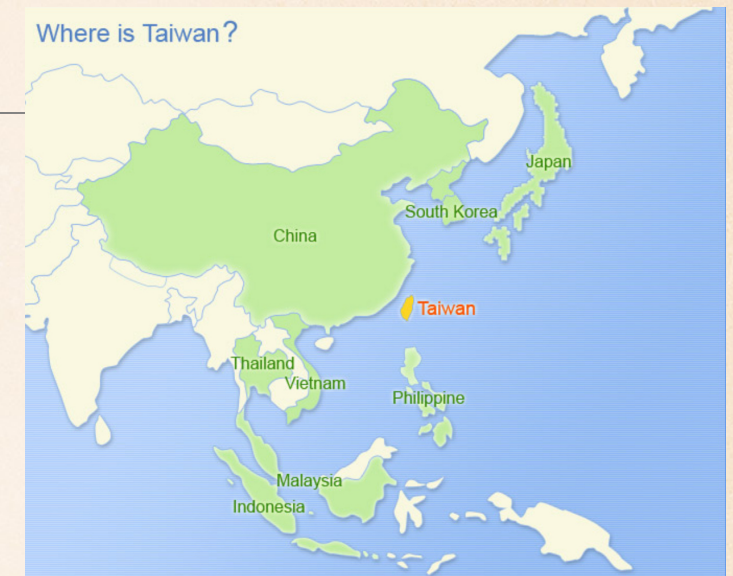 Where is Taiwan?
Japan
South Korea
China
Taiwan
Thailand
Vietnam
Philippine
Malaysia
Indonesia